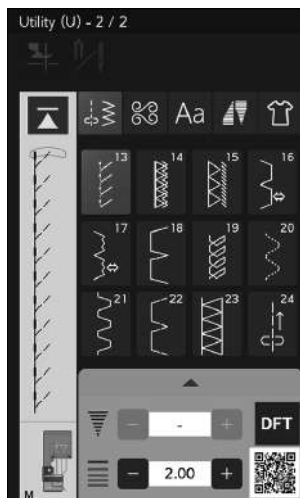 Utility (U) - 2 / 2
Aa
13 14 15 16
17 18 19 20
21 22 23 24
- - + DFT
- 2.00 +
M